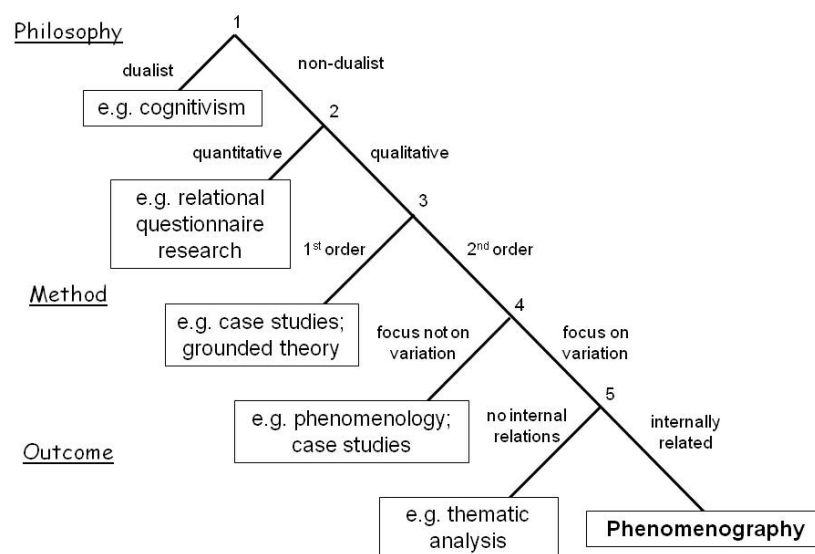 Philosophy
1
dualist
non-dualist
e.g. cognitivism
2
quantitative
qualitative
e.g. relational
questionnaire
research
3
1st order
2nd order
Method
e.g. case studies;
grounded theory
4
focus not on
variation
focus on
variation
e.g. phenomenology;
case studies
5
no internal
relations
internally
related
Outcome
e.g. thematic
analysis
Phenomenography